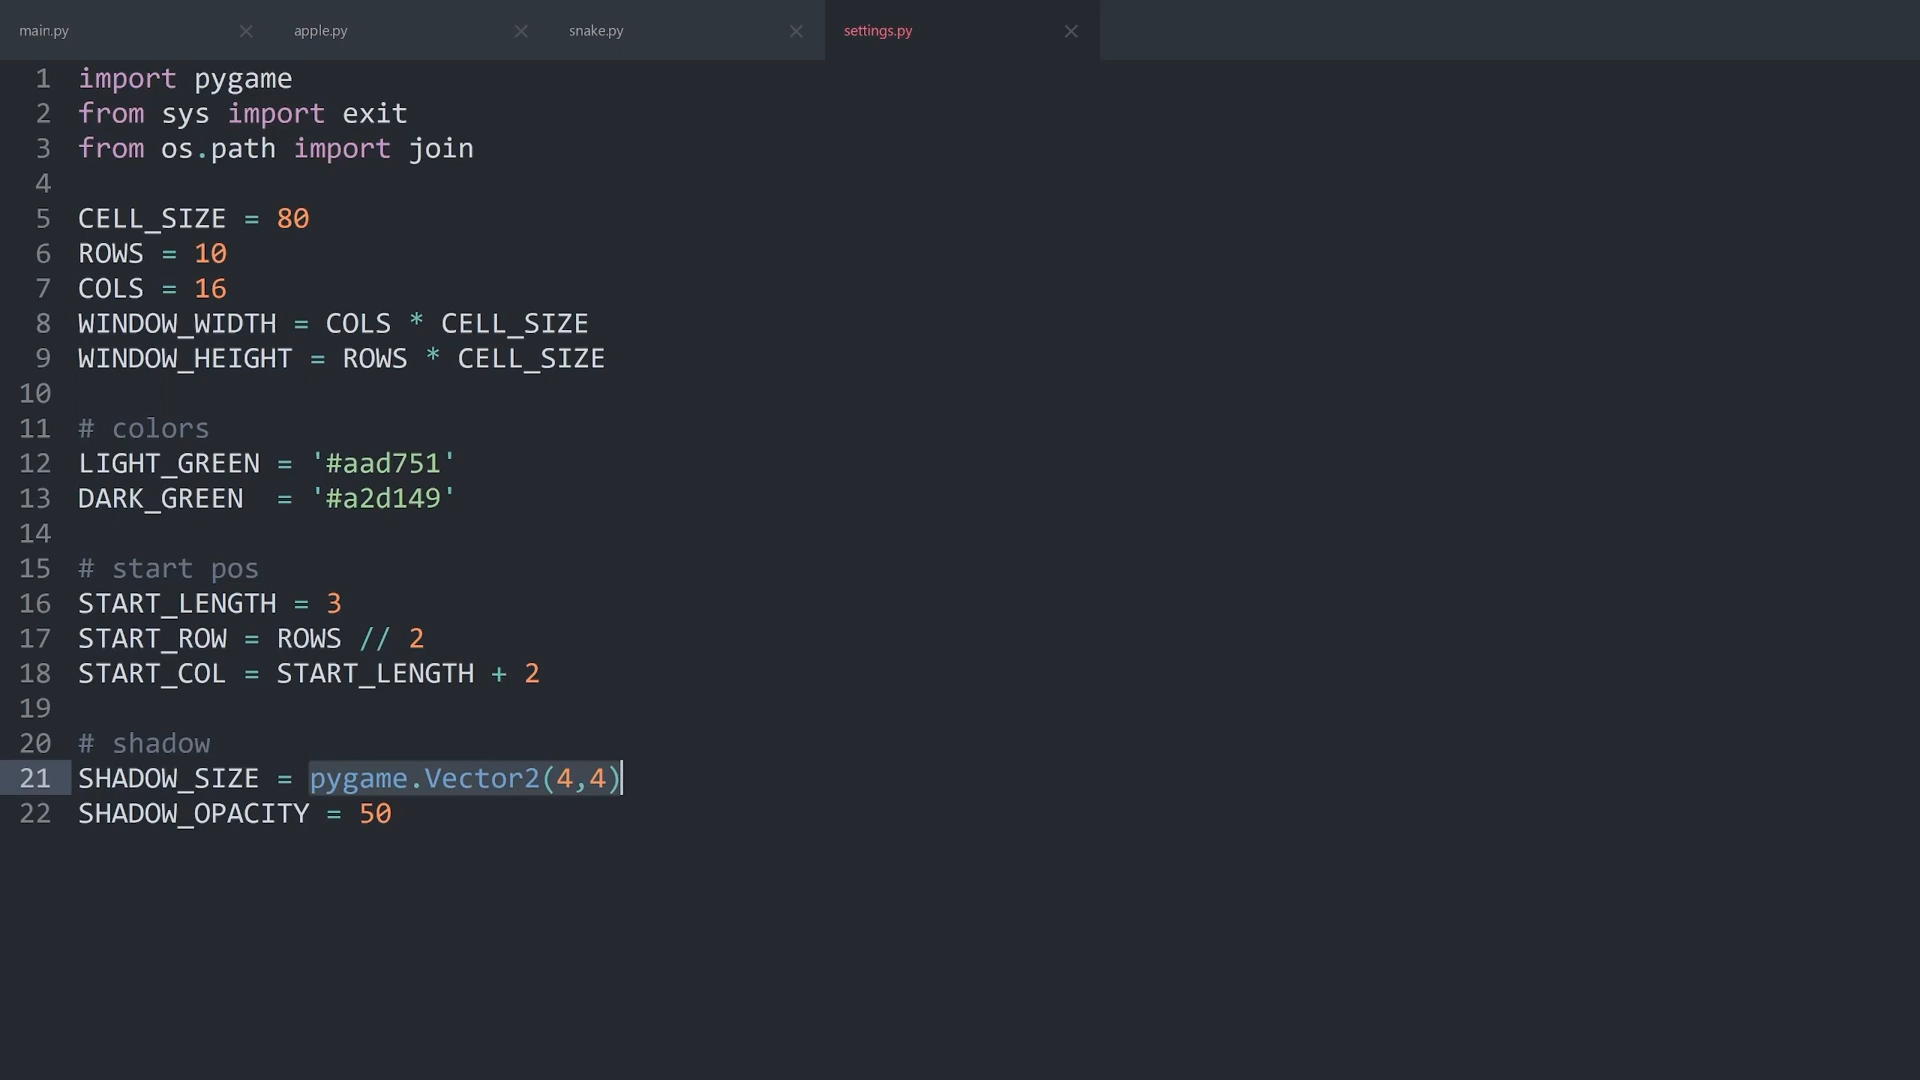 main.py apple.py snake.py settings.py
1 import pygame
2 from sys import exit
3 from os.path import join
4
5 CELL_SIZE = 80
6 ROWS = 10
7 COLS = 16
8 WINDOW_WIDTH = COLS * CELL_SIZE
9 WINDOW_HEIGHT = ROWS * CELL_SIZE
10
11 # colors
12 LIGHT_GREEN = '#aad751'
13 DARK_GREEN  = '#a2d149'
14
15 # start pos
16 START_LENGTH = 3
17 START_ROW = ROWS // 2
18 START_COL = START_LENGTH + 2
19
20 # shadow
21 SHADOW_SIZE = pygame.Vector2(4,4)
22 SHADOW_OPACITY = 50